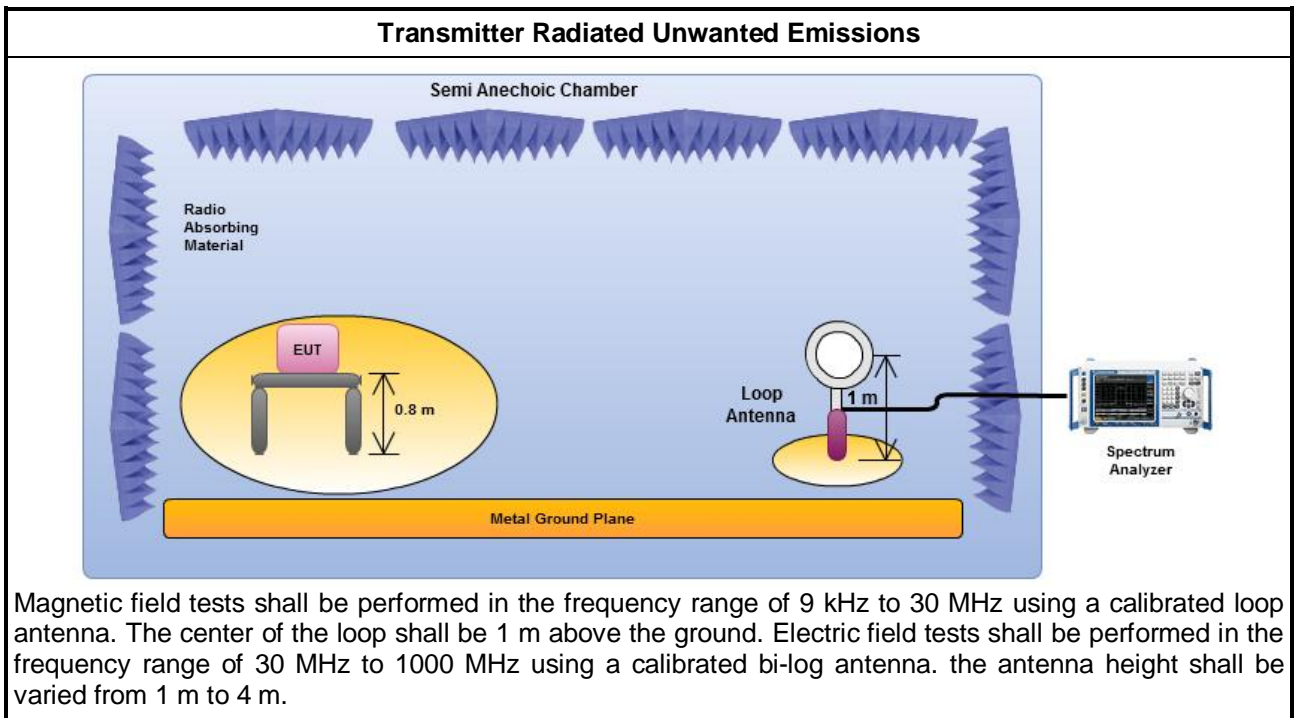 Transmitter Radiated Unwanted Emissions
Semi Anechoic Chamber
Radio
Absorbing
Material
EUT
0.8 m
Loop
Antenna
1 m
Spectrum
Analyzer
Metal Ground Plane
Magnetic field tests shall be performed in the frequency range of 9 kHz to 30 MHz using a calibrated loop
antenna. The center of the loop shall be 1 m above the ground. Electric field tests shall be performed in the
frequency range of 30 MHz to 1000 MHz using a calibrated bi-log antenna. the antenna height shall be
varied from 1 m to 4 m.